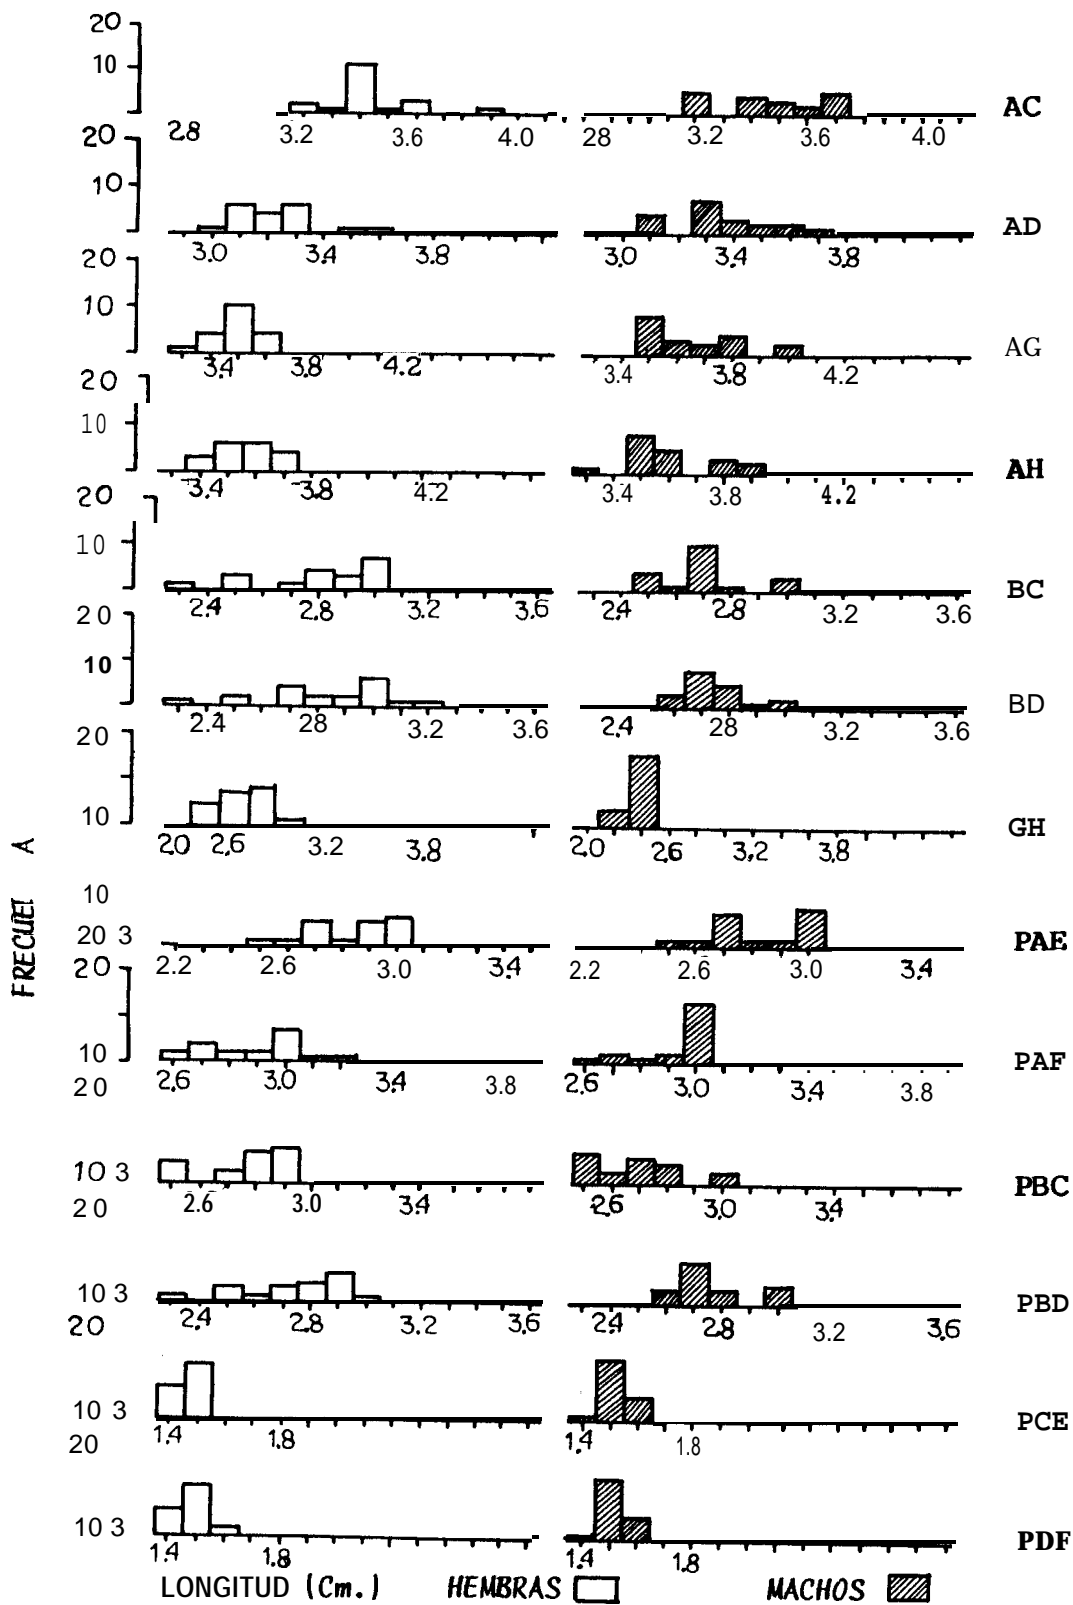 20
10
AC
2.8 3.2 3.6 4.0 28 3.2 3.6 4.0
20
10
AD
3.0 3.4 3.8 3.0 3.4 3.8
20
10
AG
3.4 3.8 4.2 3.4 3.8 4.2
20
10
AH
3.4 3.8 4.2 3.4 3.8 4.2
20
10
BC
2.4 2.8 3.2 3.6 2.4 2.8 3.2 3.6
20
10
BD
2.4 28 3.2 3.6 2.4 28 3.2 3.6
20
10
GH
2.0 2.6 3.2 3.8 2.0 2.6 3.2 3.8
FRECUEI A
10
20 3
PAE
2.2 2.6 3.0 3.4 2.2 2.6 3.0 3.4
20
10
PAF
2.6 3.0 3.4 3.8 2.6 3.0 3.4 3.8
20
10 3
PBC
2.6 3.0 3.4 2.6 3.0 3.4
20
10 3
PBD
2.4 2.8 3.2 3.6 2.4 2.8 3.2 3.6
20
10 3
PCE
1.4 1.8 1.4 1.8
20
10 3
PDF
1.4 1.8 1.4 1.8
LONGITUD (Cm.) HEMBRAS MACHOS